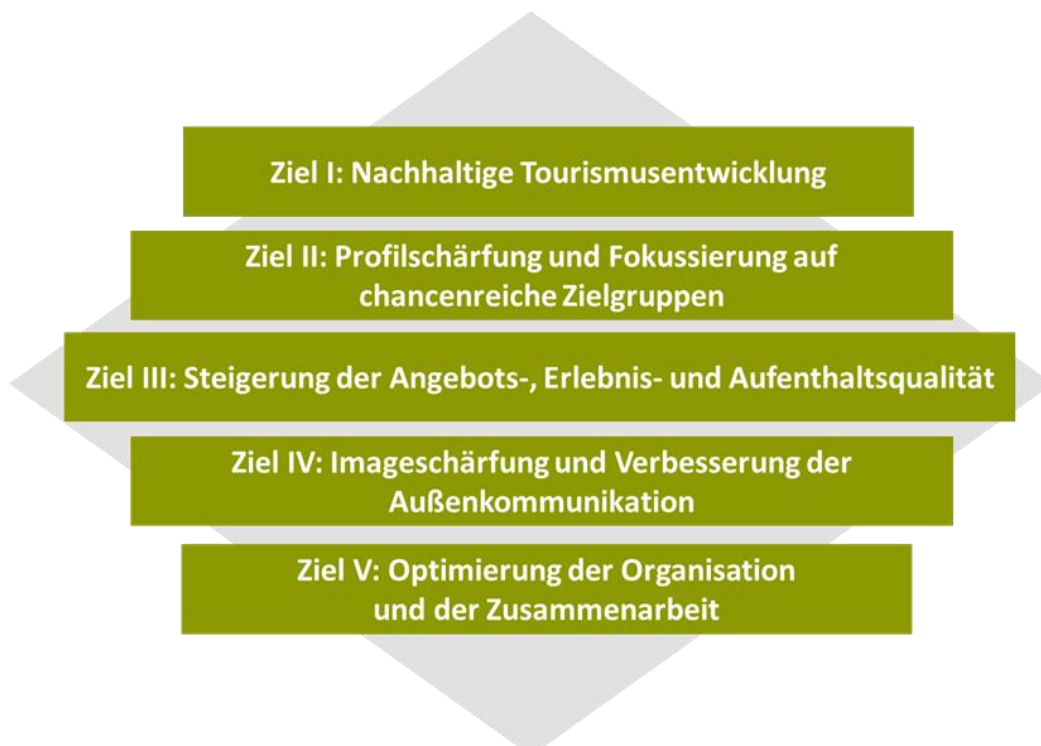 Ziel I: Nachhaltige Tourismusentwicklung
Ziel II: Profilschärfung und Fokussierung auf
chancenreiche Zielgruppen
Ziel III: Steigerung der Angebots-, Erlebnis- und Aufenthaltsqualität
Ziel IV: Imageschärfung und Verbesserung der
Außenkommunikation
Ziel V: Optimierung der Organisation
und der Zusammenarbeit